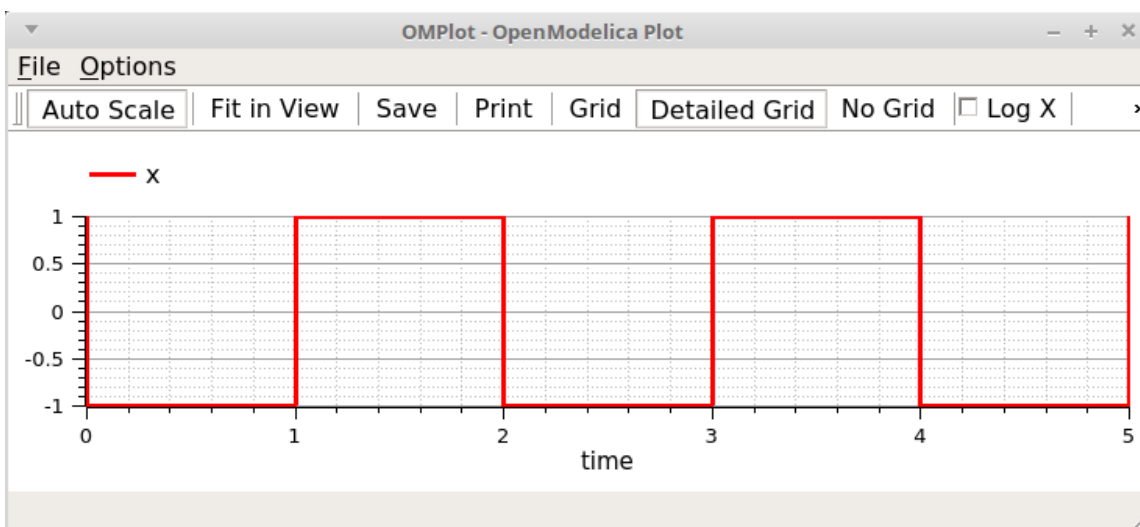 OMPlot - OpenModelica Plot
File Options
Auto Scale Fit in View Save Print Grid Detailed Grid No Grid Log X »
x
1
0.5
0
-0.5
-1
0 1 2 3 4 5
time